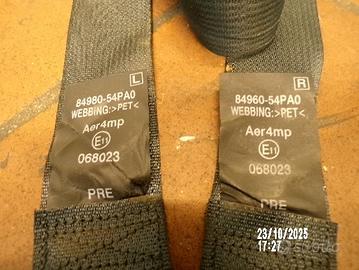 L
84980-54PA0
WEBBING:>PET<
Aer4mp
E11
068023
PRE
R
84960-54PA0
WEBBING:>PET<
Aer4mp
E11
068023
PRE
23/10/2025
17:27